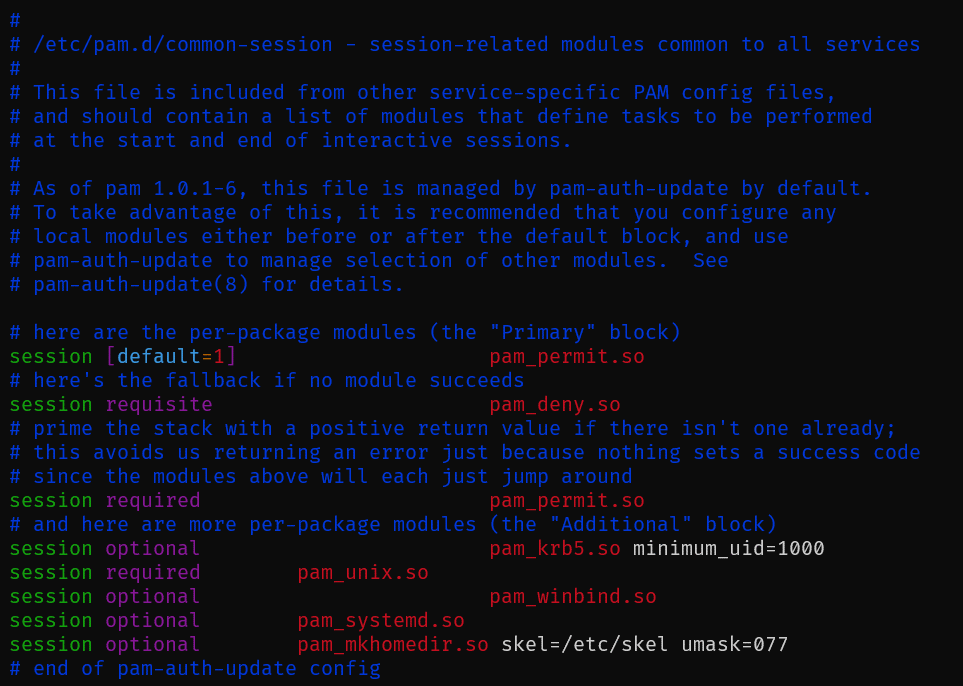 #
# /etc/pam.d/common-session - session-related modules common to all services
#
# This file is included from other service-specific PAM config files,
# and should contain a list of modules that define tasks to be performed
# at the start and end of interactive sessions.
#
# As of pam 1.0.1-6, this file is managed by pam-auth-update by default.
# To take advantage of this, it is recommended that you configure any
# local modules either before or after the default block, and use
# pam-auth-update to manage selection of other modules.  See
# pam-auth-update(8) for details.

# here are the per-package modules (the "Primary" block)
session [default=1]                     pam_permit.so
# here's the fallback if no module succeeds
session requisite                       pam_deny.so
# prime the stack with a positive return value if there isn't one already;
# this avoids us returning an error just because nothing sets a success code
# since the modules above will each just jump around
session required                        pam_permit.so
# and here are more per-package modules (the "Additional" block)
session optional                        pam_krb5.so minimum_uid=1000
session required        pam_unix.so
session optional                        pam_winbind.so
session optional        pam_systemd.so
session optional        pam_mkhomedir.so skel=/etc/skel umask=077
# end of pam-auth-update config